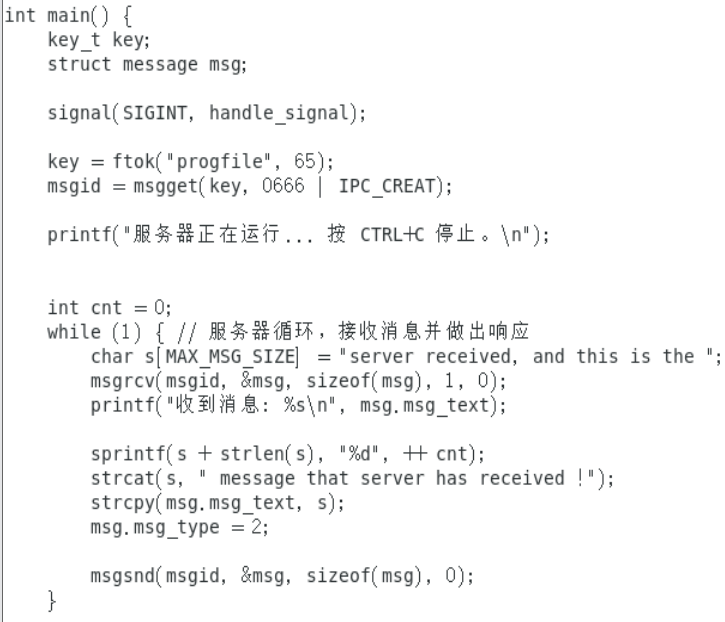 int main() {
    key_t key;
    struct message msg;

    signal(SIGINT, handle_signal);

    key = ftok("progfile", 65);
    msgid = msgget(key, 0666 | IPC_CREAT);

    printf("服务器正在运行... 按 CTRL+C 停止。\n");


    int cnt = 0;
    while (1) { // 服务器循环，接收消息并做出响应
        char s[MAX_MSG_SIZE] = "server received, and this is the ";
        msgrcv(msgid, &msg, sizeof(msg), 1, 0);
        printf("收到消息: %s\n", msg.msg_text);

        sprintf(s + strlen(s), "%d", ++ cnt);
        strcat(s, " message that server has received !");
        strcpy(msg.msg_text, s);
        msg.msg_type = 2;

        msgsnd(msgid, &msg, sizeof(msg), 0);
    }